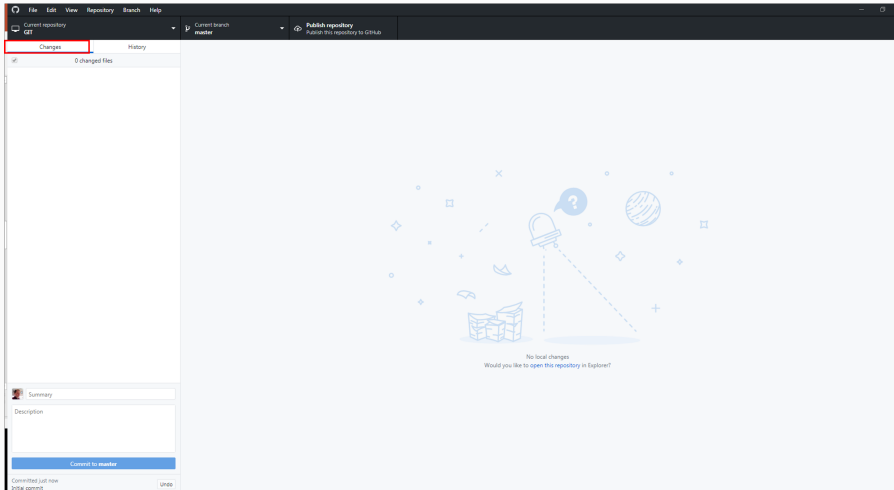 File Edit View Repository Branch Help
Current repository
GIT
Current branch
master
Publish repository
Publish this repository to GitHub
Changes History
0 changed files
?
No local changes
Would you like to open this repository in Explorer?
Summary
Description
Commit to master
Committed just now
Initial commit
Undo